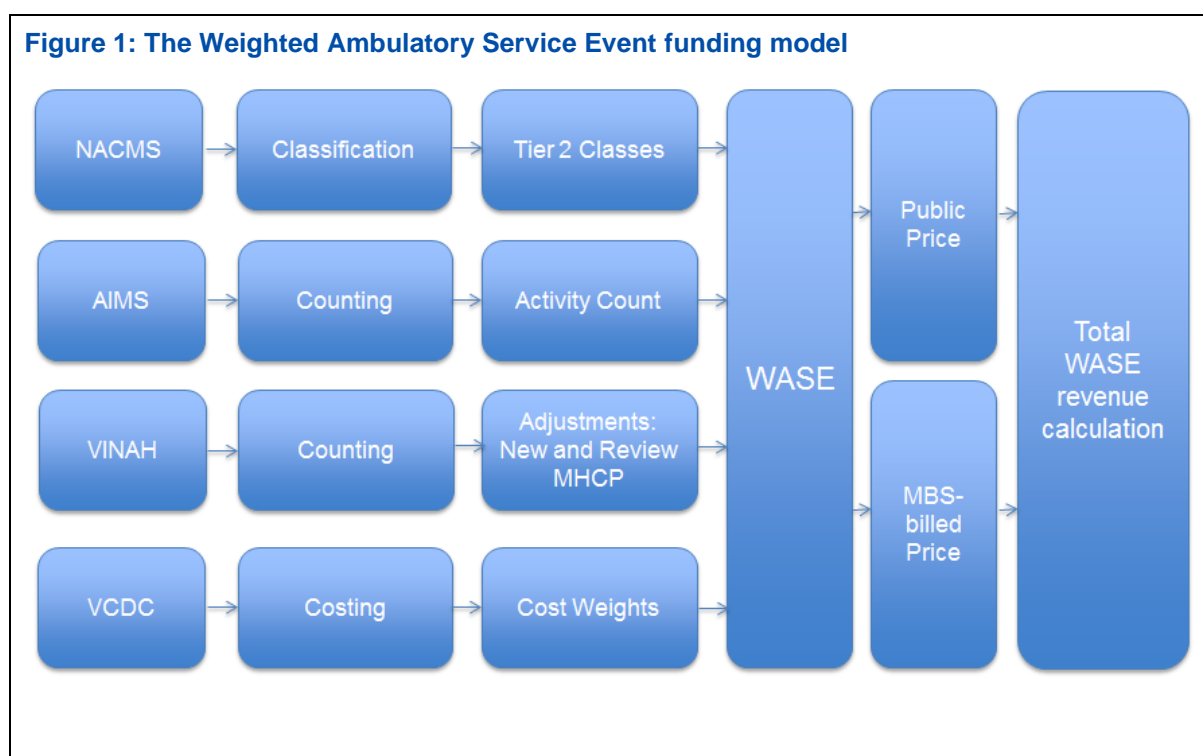 Figure 1: The Weighted Ambulatory Service Event funding model
NACMS
Classification
Tier 2 Classes
AIMS
Counting
Activity Count
VINAH
Counting
Adjustments:
New and Review
MHCP
VCDC
Costing
Cost Weights
WASE
Public
Price
MBS-
billed
Price
Total
WASE
revenue
calculation